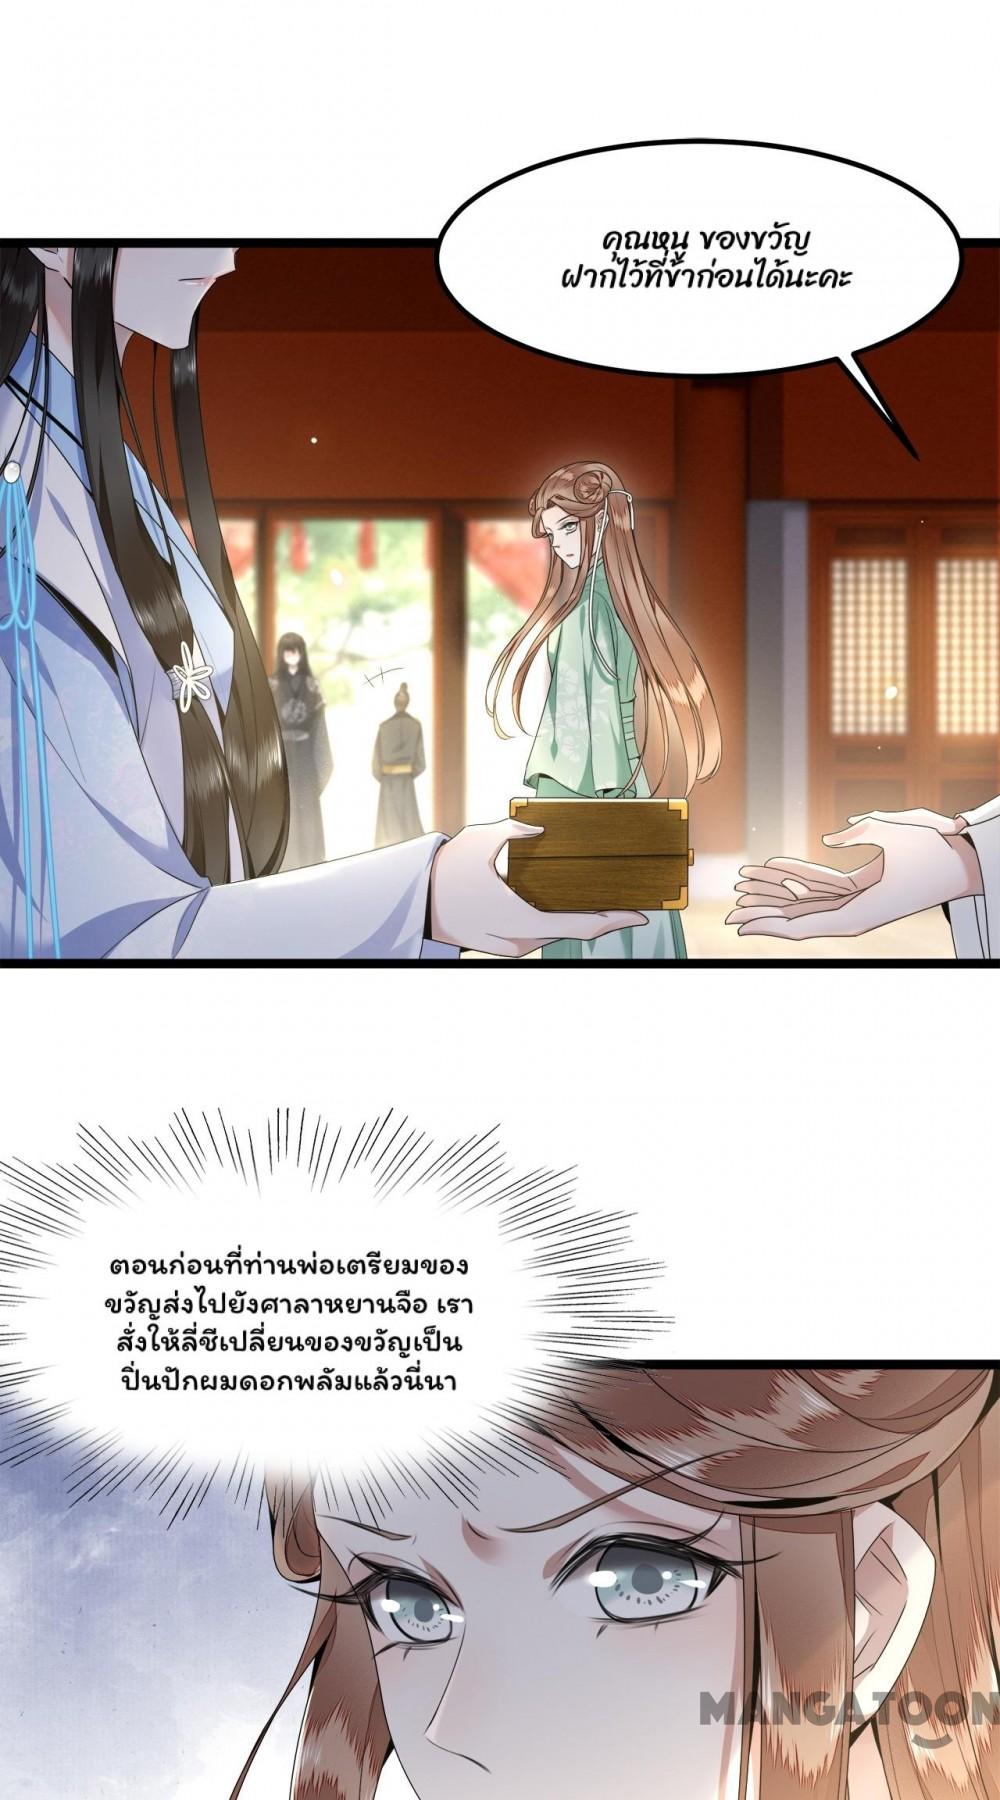 คุณหนู ของขวัญ
ฝากไว้ที่ข้าก่อนได้นะคะ
ตอนก่อนที่ท่านพ่อเตรียมของ
ขวัญส่งไปยังศาลาหยานจือ เรา
สั่งให้ลี่ชีเปลี่ยนของขวัญเป็น
ปิ่นปักผมดอกพลัมแล้วนี่นา
MANGATOON